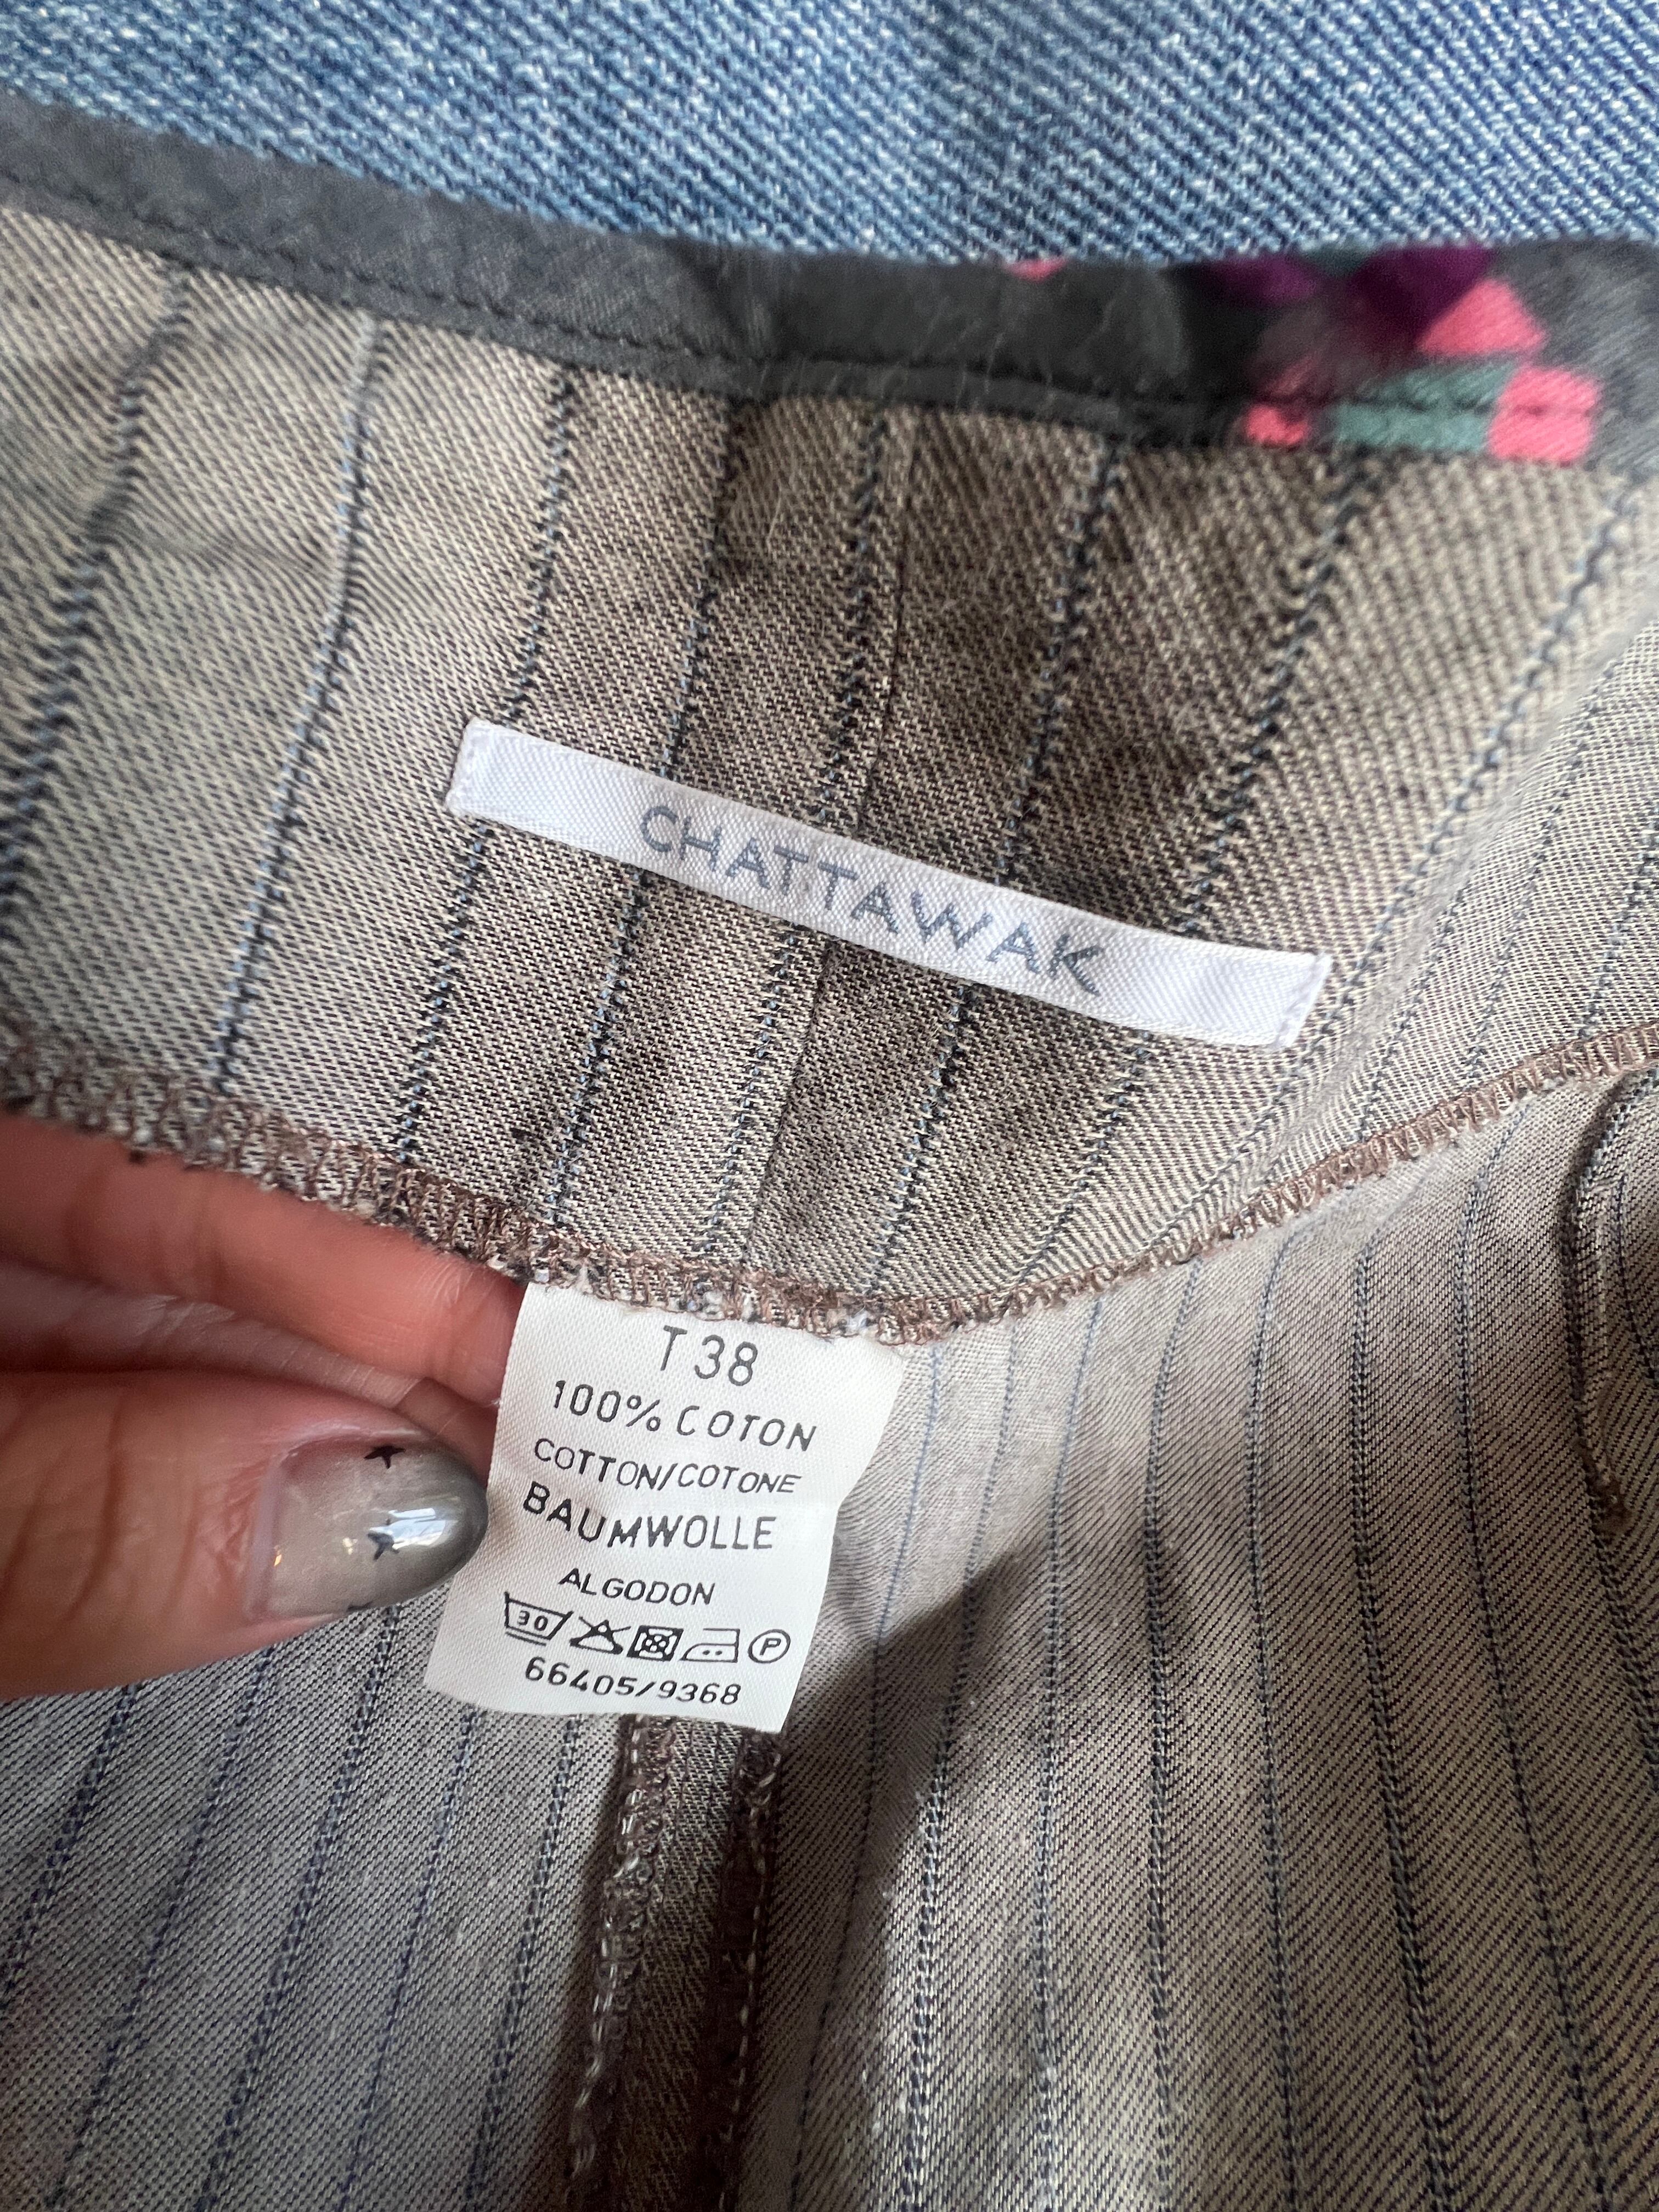 CHATTAWAK
T 38
100% COTON
COTTON/COTONE
BAUMWOLLE
ALGODON
30 P
66405/9368